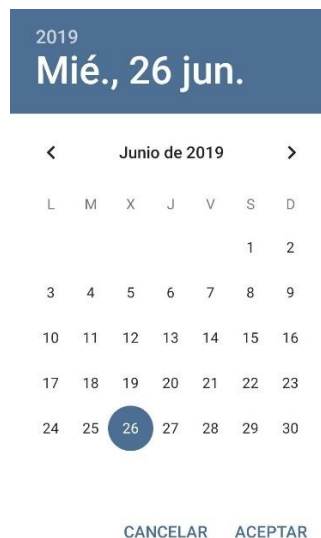 2019
Mié., 26 jun.
Junio de 2019
L M X J V S D
1 2
3 4 5 6 7 8 9
10 11 12 13 14 15 16
17 18 19 20 21 22 23
24 25 26 27 28 29 30
CANCELAR ACEPTAR